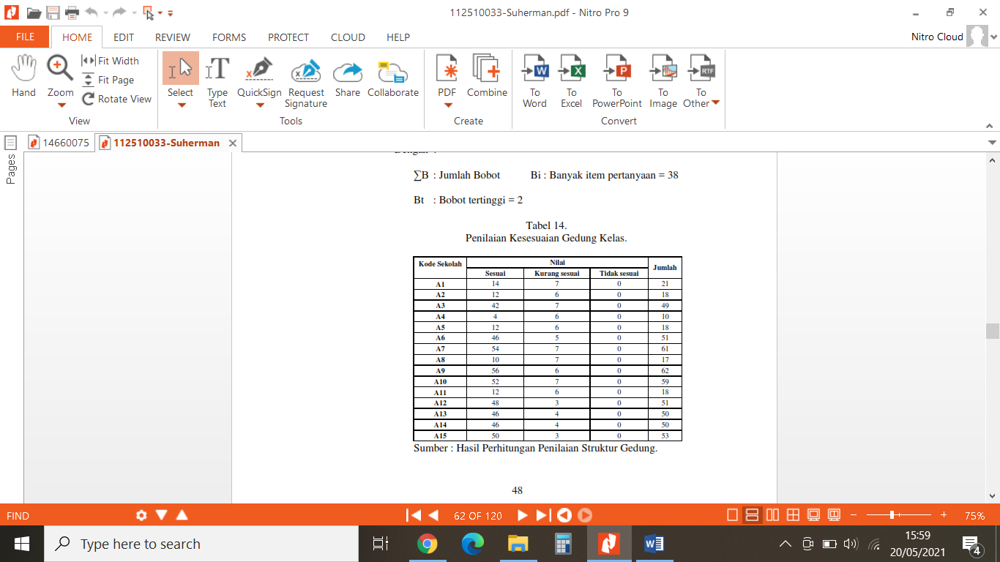 112510033-Suherman.pdf - Nitro Pro 9
FILE HOME EDIT REVIEW FORMS PROTECT CLOUD HELP Nitro Cloud
Hand Zoom Fit Width Fit Page Rotate View Select Type Text QuickSign Request Signature Share Collaborate PDF Combine To Word To Excel To PowerPoint To Image To Other
View Tools Create Convert
14660075 112510033-Suherman
Pages
∑B : Jumlah Bobot Bi : Banyak item pertanyaan = 38
Bt : Bobot tertinggi = 2
Tabel 14.
Penilaian Kesesuaian Gedung Kelas.
Kode Sekolah Nilai Jumlah
Sesuai Kurang sesuai Tidak sesuai
A1 14 7 0 21
A2 12 6 0 18
A3 42 7 0 49
A4 4 6 0 10
A5 12 6 0 18
A6 46 5 0 51
A7 54 7 0 61
A8 10 7 0 17
A9 56 6 0 62
A10 52 7 0 59
A11 12 6 0 18
A12 48 3 0 51
A13 46 4 0 50
A14 46 4 0 50
A15 50 3 0 53
Sumber : Hasil Perhitungan Penilaian Struktur Gedung.
48
FIND 62 OF 120 75%
Type here to search 15:59
20/05/2021 4